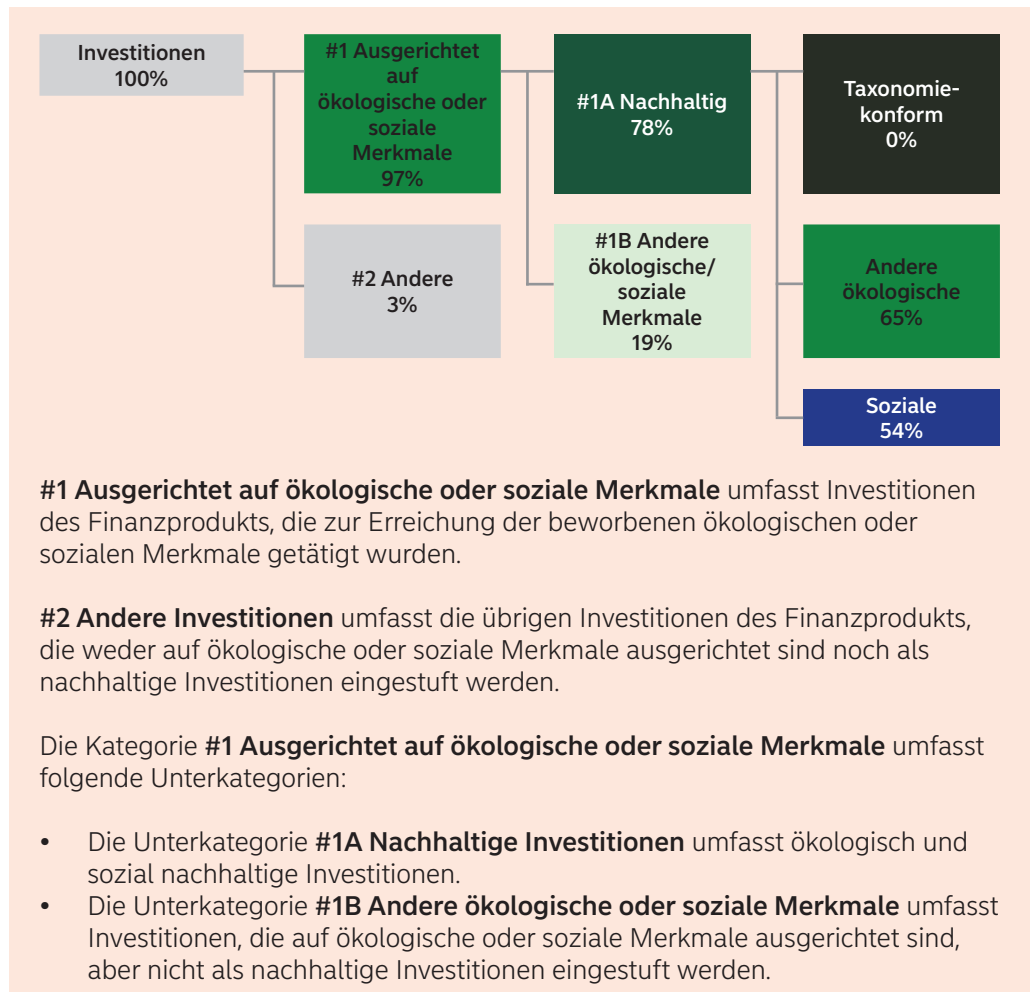 Investitionen
100%
#1 Ausgerichtet
auf
ökologische oder
soziale
Merkmale
97%
#1A Nachhaltig
78%
Taxonomie-
konform
0%
#2 Andere
3%
#1B Andere
ökologische/
soziale
Merkmale
19%
Andere
ökologische
65%
Soziale
54%
#1 Ausgerichtet auf ökologische oder soziale Merkmale umfasst Investitionen
des Finanzprodukts, die zur Erreichung der beworbenen ökologischen oder
sozialen Merkmale getätigt wurden.
#2 Andere Investitionen umfasst die übrigen Investitionen des Finanzprodukts,
die weder auf ökologische oder soziale Merkmale ausgerichtet sind noch als
nachhaltige Investitionen eingestuft werden.
Die Kategorie #1 Ausgerichtet auf ökologische oder soziale Merkmale umfasst
folgende Unterkategorien:
• Die Unterkategorie #1A Nachhaltige Investitionen umfasst ökologisch und
sozial nachhaltige Investitionen.
• Die Unterkategorie #1B Andere ökologische oder soziale Merkmale umfasst
Investitionen, die auf ökologische oder soziale Merkmale ausgerichtet sind,
aber nicht als nachhaltige Investitionen eingestuft werden.